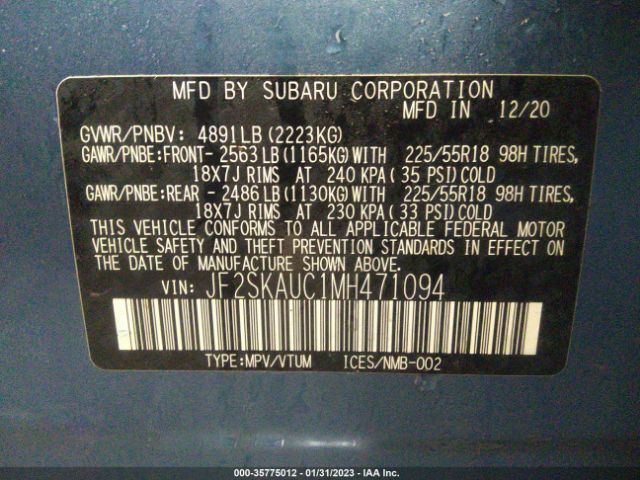 MFD BY SUBARU CORPORATION
MFD IN 12/20
GVWR/PNBV: 4891LB (2223KG)
GAWR/PNBE:FRONT- 2563LB (1165KG)WITH 225/55R18 98H TIRES,
18X7J RIMS AT 240 KPA (35 PSI)COLD
GAWR/PNBE:REAR - 2486LB (1130KG)WITH 225/55R18 98H TIRES,
18X7J RIMS AT 230 KPA (33 PSI)COLD
THIS VEHICLE CONFORMS TO ALL APPLICABLE FEDERAL MOTOR
VEHICLE SAFETY AND THEFT PREVENTION STANDARDS IN EFFECT ON
THE DATE OF MANUFACTURE SHOWN ABOVE.
VIN: JF2SKAUC1MH471094
TYPE:MPV/VTUM ICES/NMB-002
000-35775012 - 01/31/2023 - IAA Inc.